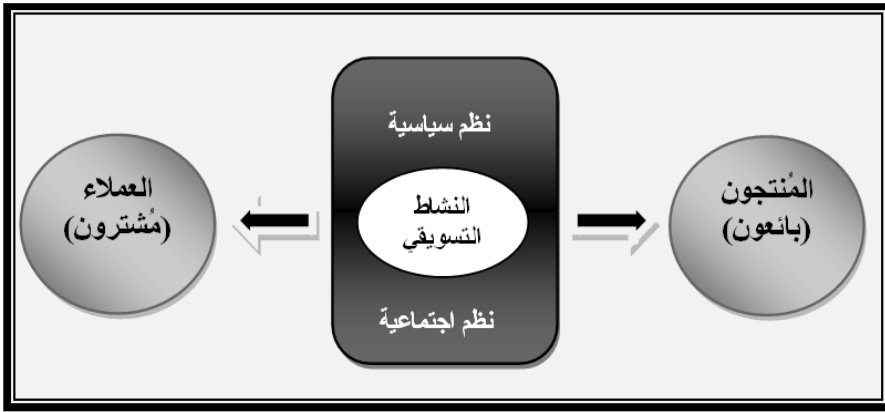 نظم سياسية
المُنتجون
(بائعون)
النشاط
التسويقي
العملاء
(مُشترون)
نظم اجتماعية